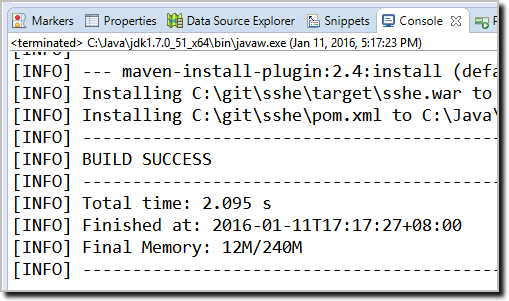 Markers Properties Data Source Explorer Snippets Console
<terminated> C:\Java\jdk1.7.0_51_x64\bin\javaw.exe (Jan 11, 2016, 5:17:23 PM)
[INFO] --- maven-install-plugin:2.4:install (defa
[INFO] Installing C:\git\sshe\target\sshe.war to
[INFO] Installing C:\git\sshe\pom.xml to C:\Java\
[INFO] ----------------------------------------
[INFO] BUILD SUCCESS
[INFO] ----------------------------------------
[INFO] Total time: 2.095 s
[INFO] Finished at: 2016-01-11T17:17:27+08:00
[INFO] Final Memory: 12M/240M
[INFO] ----------------------------------------